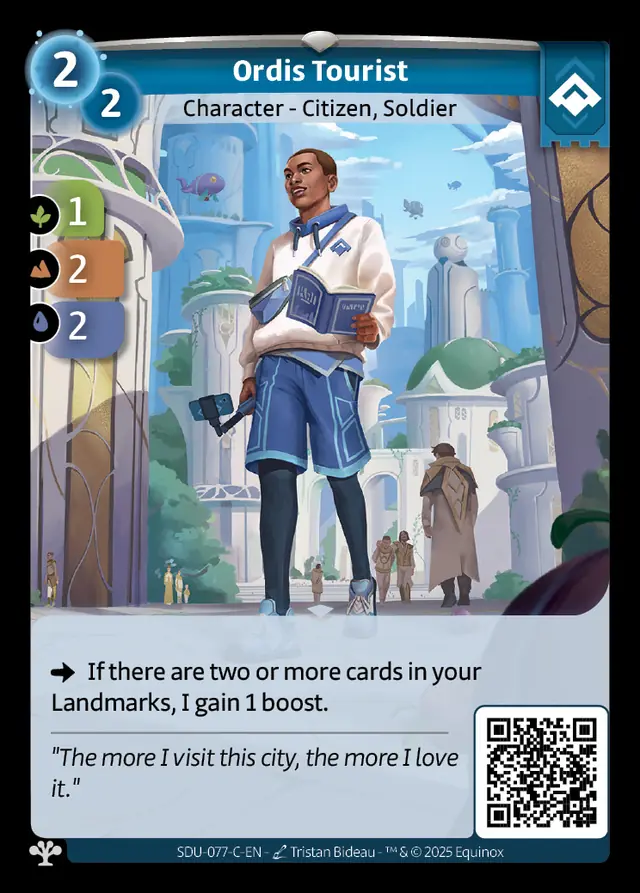 2
2
Ordis Tourist
Character - Citizen, Soldier
1
2
2
If there are two or more cards in your
Landmarks, I gain 1 boost.
"The more I visit this city, the more I love
it."
SDU-077-C-EN - Tristan Bideau - ™ & © 2025 Equinox